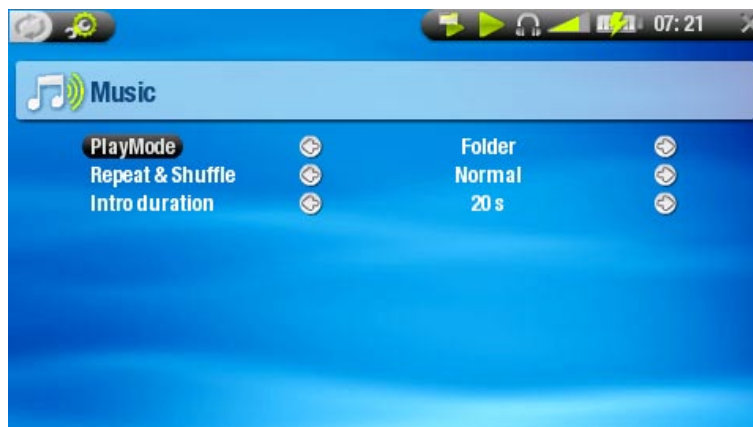 07:21
Music
PlayMode Folder
Repeat & Shuffle Normal
Intro duration 20 s